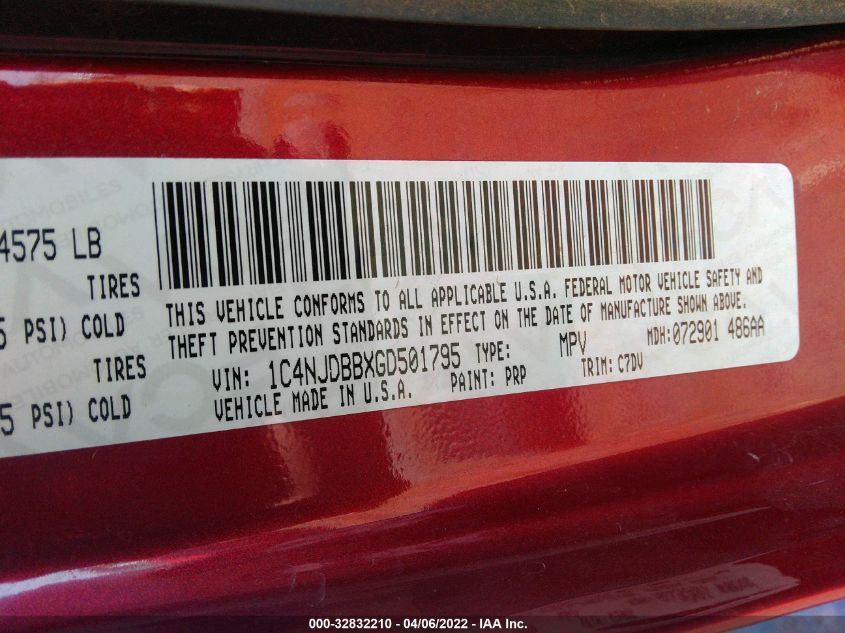 4575 LB
TIRES
5 PSI) COLD
TIRES
5 PSI) COLD
THIS VEHICLE CONFORMS TO ALL APPLICABLE U.S.A. FEDERAL MOTOR VEHICLE SAFETY AND
THEFT PREVENTION STANDARDS IN EFFECT ON THE DATE OF MANUFACTURE SHOWN ABOVE.
VIN: 1C4NJDBBXGD501795 TYPE: MPV MDH:072901 486AA
VEHICLE MADE IN U.S.A. PAINT: PRP TRIM: C7DV
000-32832210 - 04/06/2022 - IAA Inc.